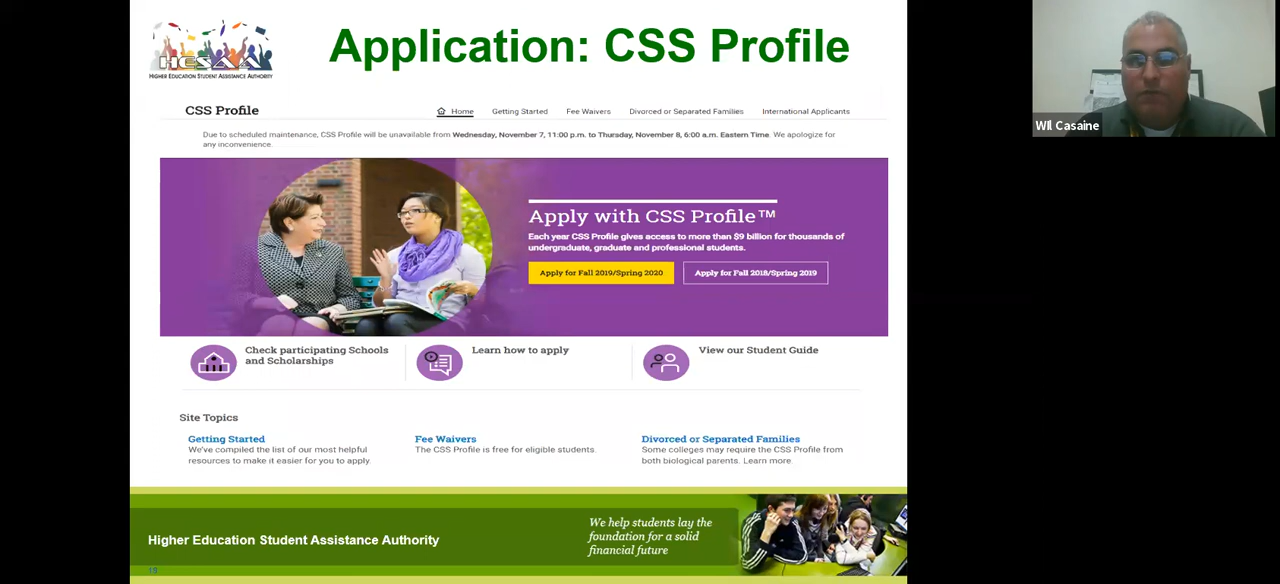 HESAA
HIGHER EDUCATION STUDENT ASSISTANCE AUTHORITY
Application: CSS Profile
CSS Profile
Home
Getting Started
Fee Waivers
Divorced or Separated Families
International Applicants
Due to scheduled maintenance, CSS Profile will be unavailable from Wednesday, November 7, 11:00 p.m. to Thursday, November 8, 6:00 a.m. Eastern Time. We apologize for
any inconvenience.
Apply with CSS Profile™
Each year CSS Profile gives access to more than $9 billion for thousands of
undergraduate, graduate and professional students.
Apply for Fall 2019/Spring 2020
Apply for Fall 2018/Spring 2019
Check participating Schools
and Scholarships
Learn how to apply
View our Student Guide
Site Topics
Getting Started
We've compiled the list of our most helpful
resources to make it easier for you to apply.
Fee Waivers
The CSS Profile is free for eligible students.
Divorced or Separated Families
Some colleges may require the CSS Profile from
both biological parents. Learn more.
Higher Education Student Assistance Authority
We help students lay the
foundation for a solid
financial future
Wil Casaine